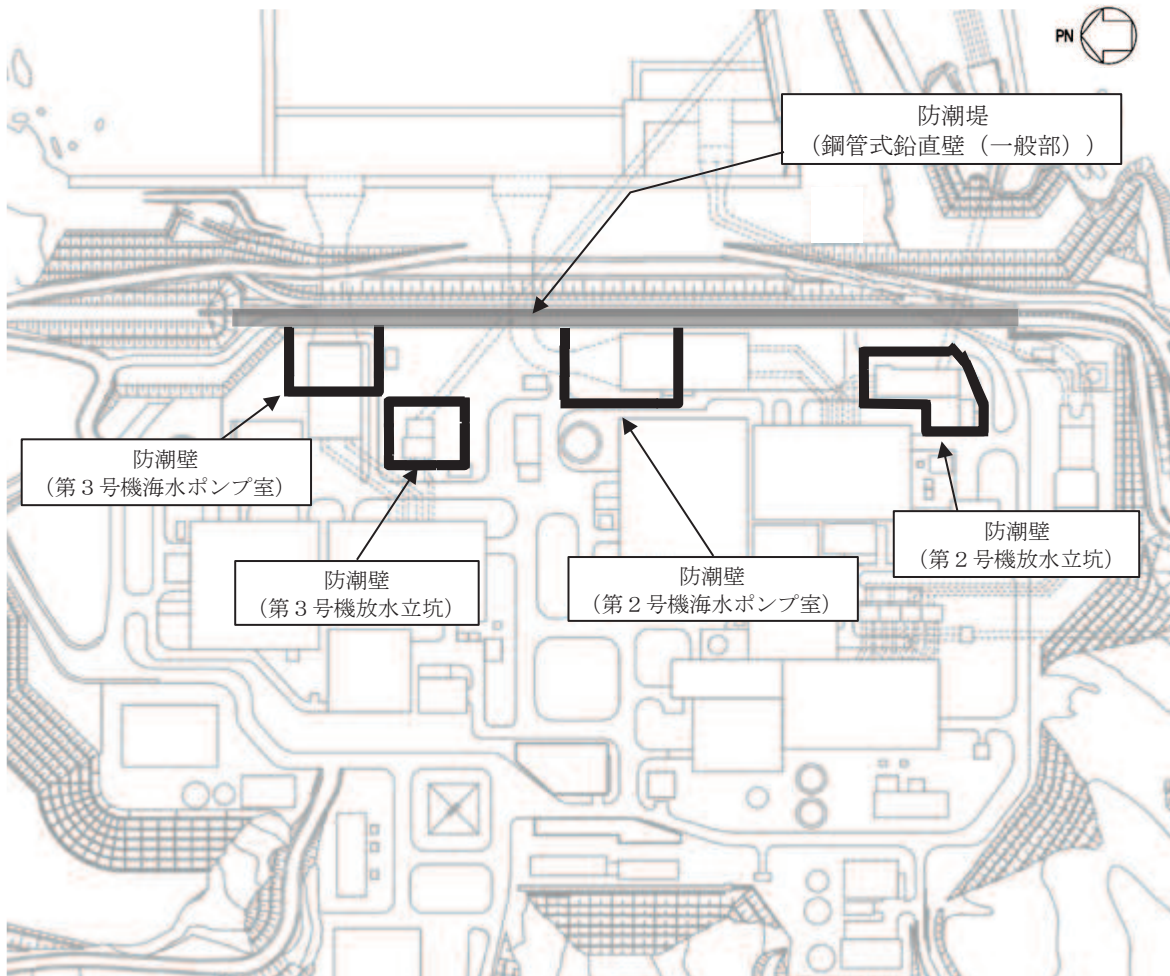 PN
防潮堤
（鋼管式鉛直壁（一般部））
防潮壁
（第３号機海水ポンプ室）
防潮壁
（第３号機放水立坑）
防潮壁
（第２号機海水ポンプ室）
防潮壁
（第２号機放水立坑）